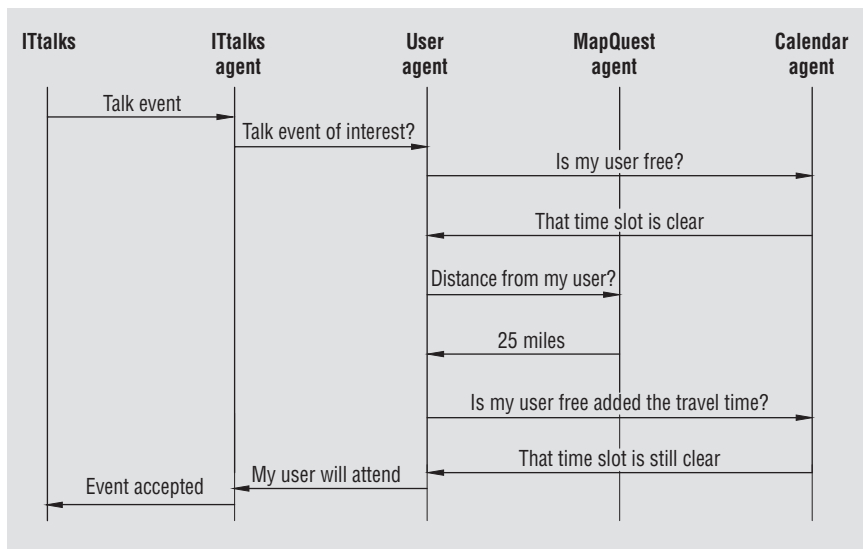 ITtalks ITtalks User MapQuest Calendar
agent agent agent agent
Talk event
Talk event of interest?
Is my user free?
That time slot is clear
Distance from my user?
25 miles
Is my user free added the travel time?
That time slot is still clear
My user will attend
Event accepted